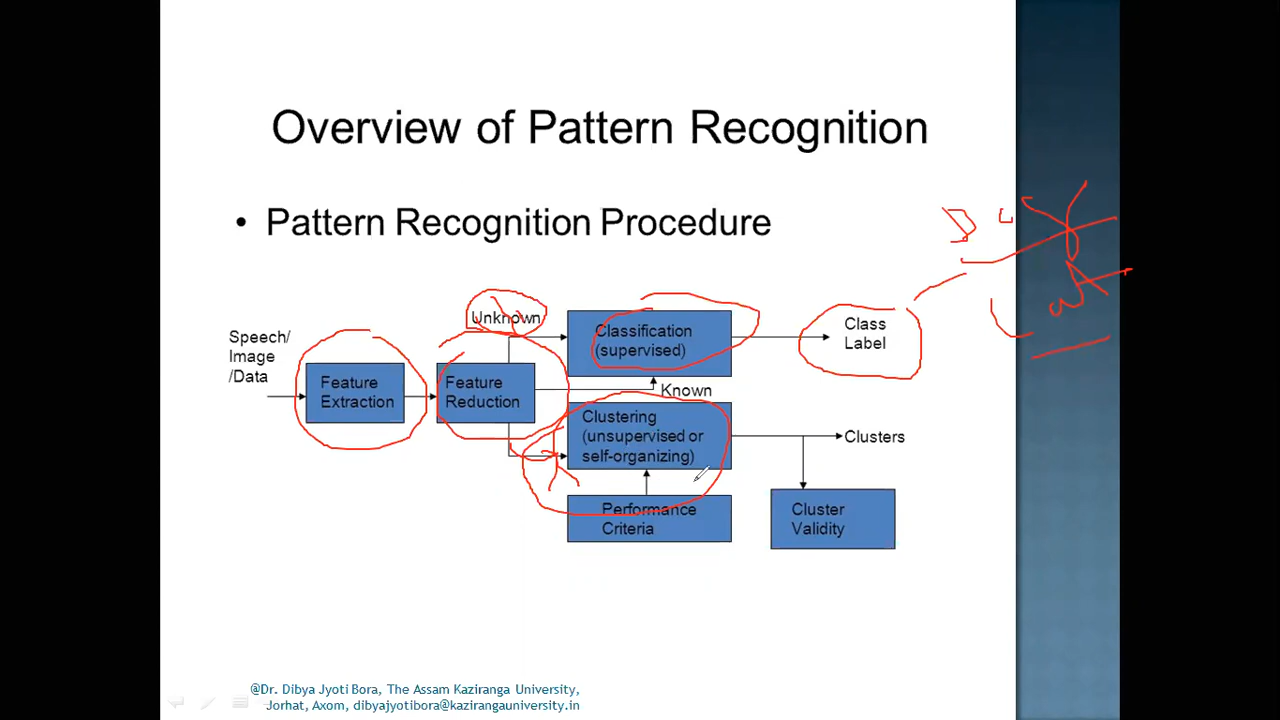 Overview of Pattern Recognition
• Pattern Recognition Procedure
Speech/
Image
/Data
Feature
Extraction
Feature
Reduction
Unknown
Classification
(supervised)
Class
Label
Known
Clustering
(unsupervised or
self-organizing)
Clusters
Performance
Criteria
Cluster
Validity
@Dr. Dibya Jyoti Bora, The Assam Kaziranga University,
Jorhat, Axom, dibyajyotibora@kazirangauniversity.in